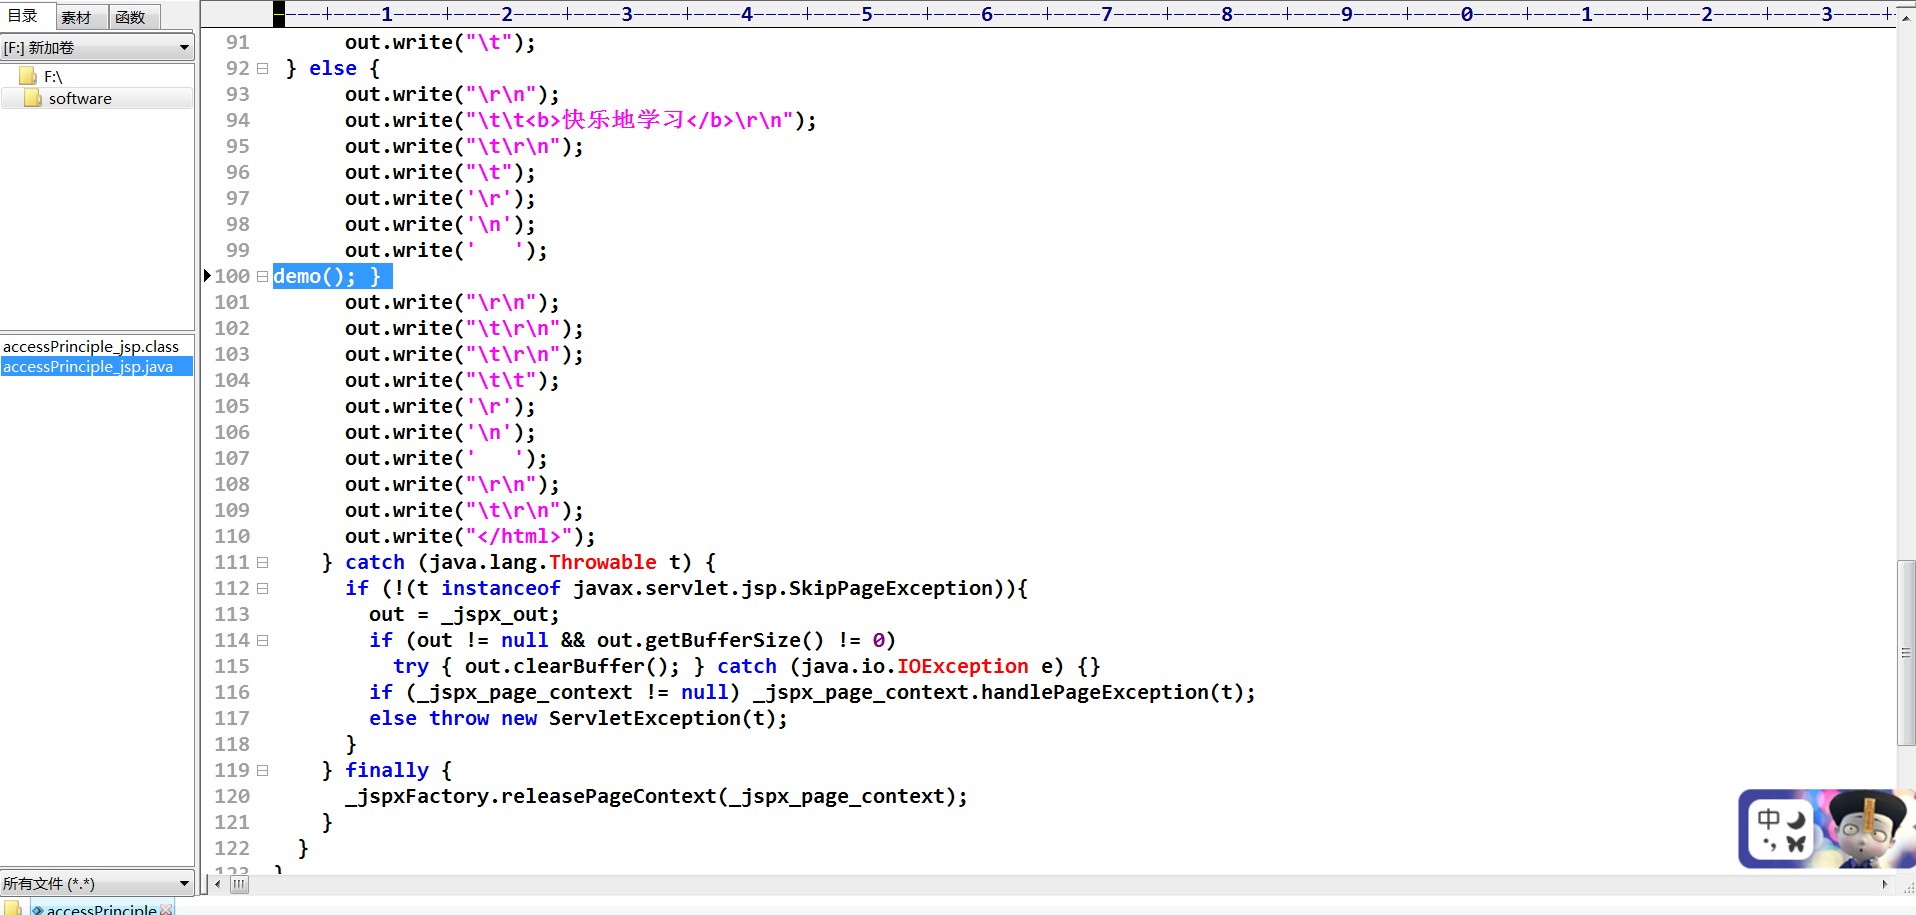 目录 素材 函数
[F:] 新加卷
F:\
software
accessPrinciple_jsp.class
accessPrinciple_jsp.java
所有文件 (*.*)
accessPrinciple
----+----1----+----2----+----3----+----4----+----5----+----6----+----7----+----8----+----9----+----0----+----1----+----2----+----3----+
91 out.write("\t");
92 } else {
93 out.write("\r\n");
94 out.write("\t\t<b>快乐地学习</b>\r\n");
95 out.write("\t\r\n");
96 out.write("\t");
97 out.write('\r');
98 out.write('\n');
99 out.write('   ');
100 demo(); }
101 out.write("\r\n");
102 out.write("\t\r\n");
103 out.write("\t\r\n");
104 out.write("\t\t");
105 out.write('\r');
106 out.write('\n');
107 out.write('   ');
108 out.write("\r\n");
109 out.write("\t\r\n");
110 out.write("</html>");
111 } catch (java.lang.Throwable t) {
112 if (!(t instanceof javax.servlet.jsp.SkipPageException)){
113 out = _jspx_out;
114 if (out != null && out.getBufferSize() != 0)
115 try { out.clearBuffer(); } catch (java.io.IOException e) {}
116 if (_jspx_page_context != null) _jspx_page_context.handlePageException(t);
117 else throw new ServletException(t);
118 }
119 } finally {
120 _jspxFactory.releasePageContext(_jspx_page_context);
121 }
122 }
123 }
中